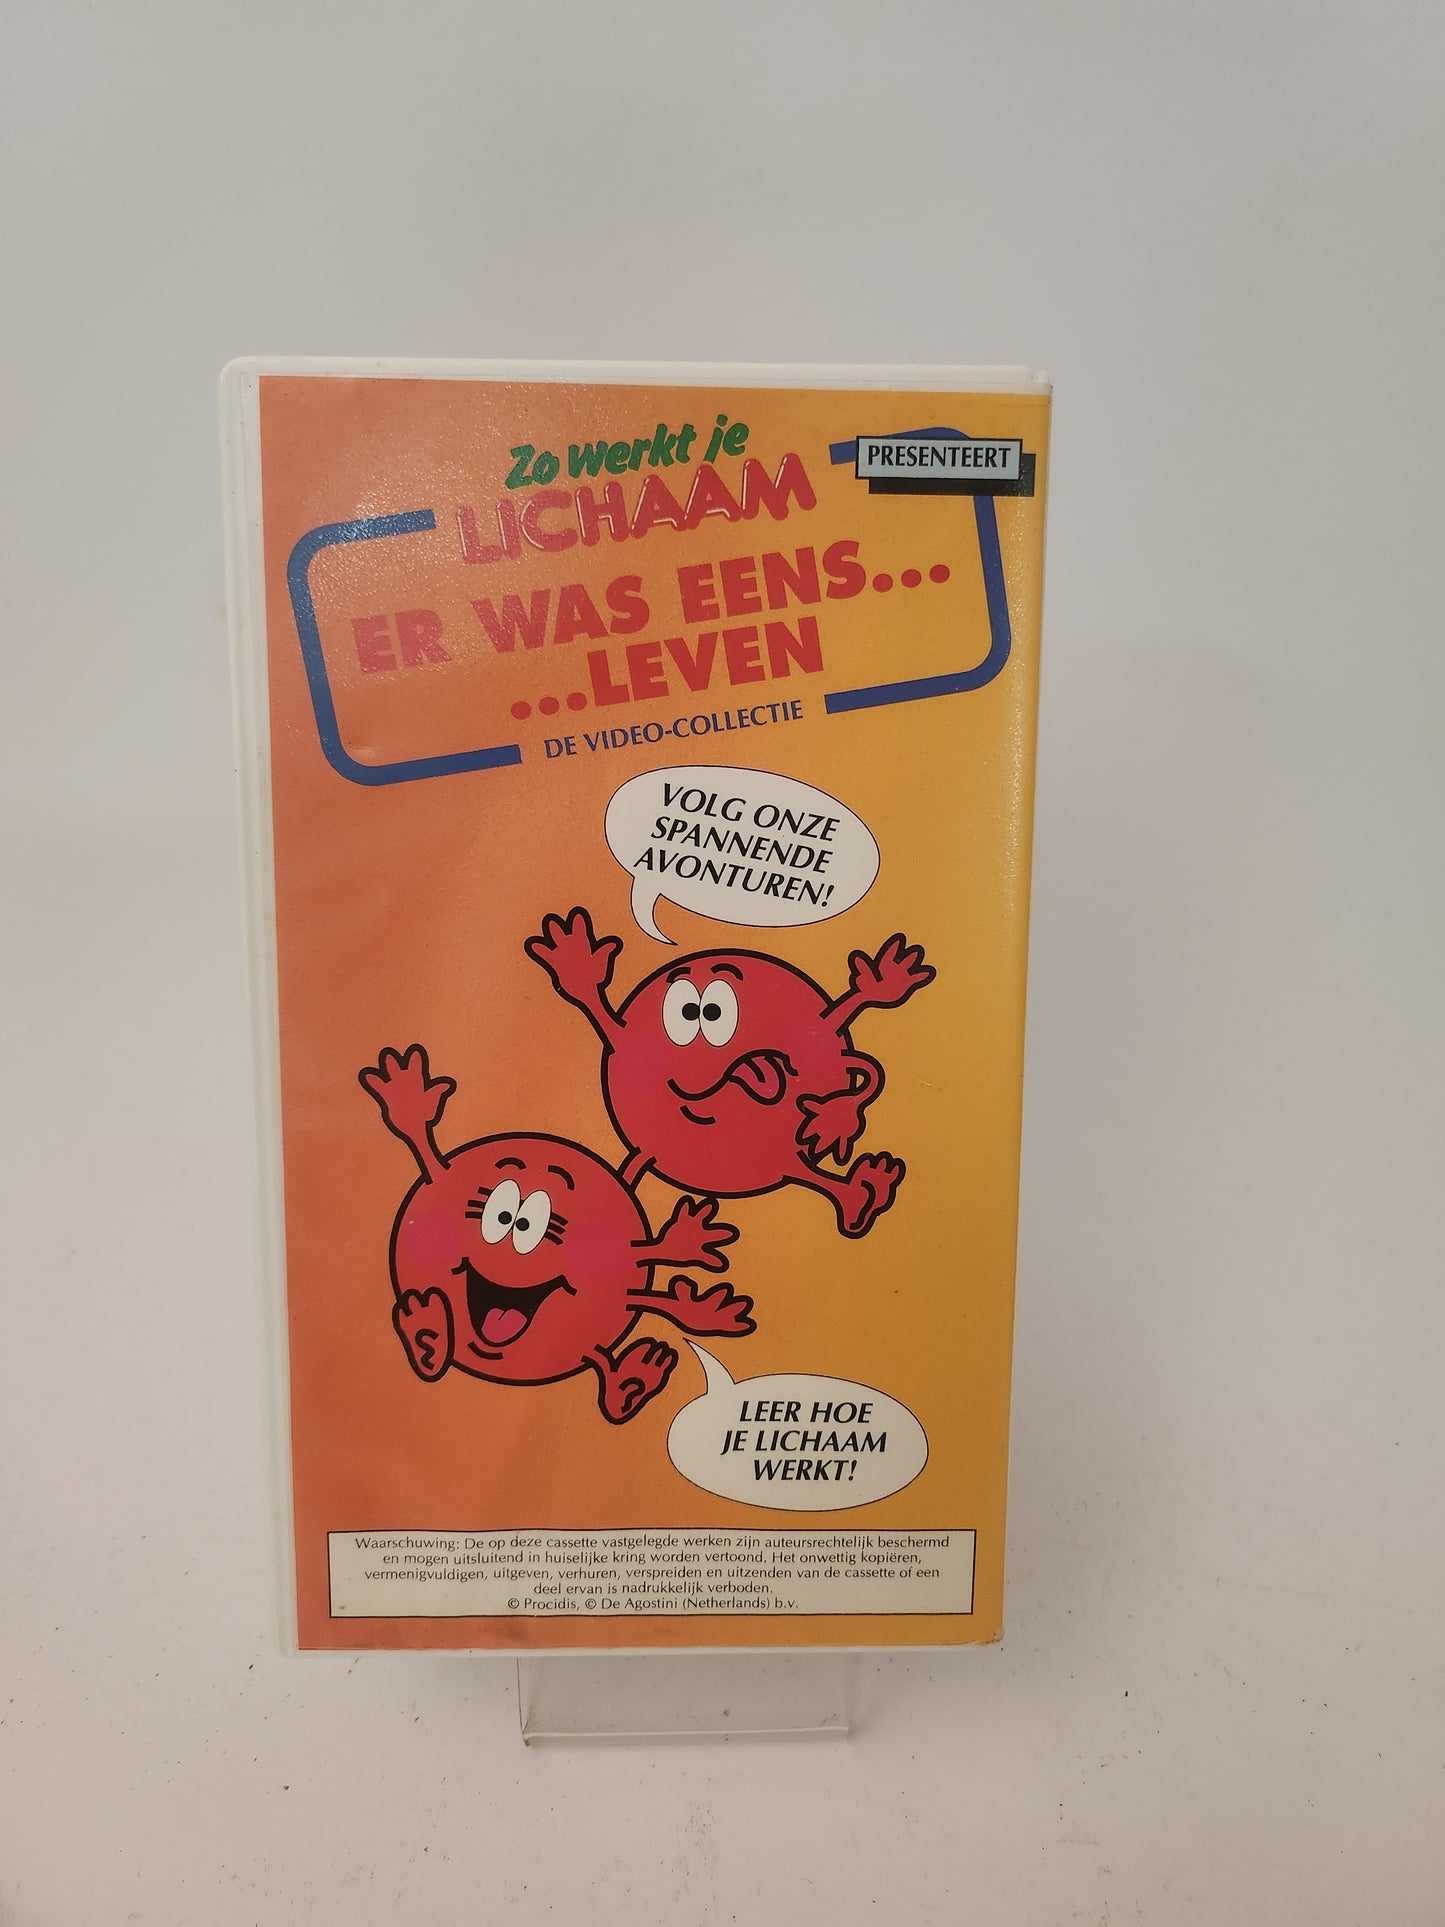 Zo werkt je
LICHAAM
PRESENTEERT
ER WAS EENS...
...LEVEN
DE VIDEO-COLLECTIE
VOLG ONZE
SPANNENDE
AVONTUREN!
LEER HOE
JE LICHAAM
WERKT!
Waarschuwing: De op deze cassette vastgelegde werken zijn auteursrechtelijk beschermd
en mogen uitsluitend in huiselijke kring worden vertoond. Het onwettig kopiëren,
vermenigvuldigen, uitgeven, verhuren, verspreiden en uitzenden van de cassette of een
deel ervan is nadrukkelijk verboden.
© Procidis, © De Agostini (Netherlands) b.v.